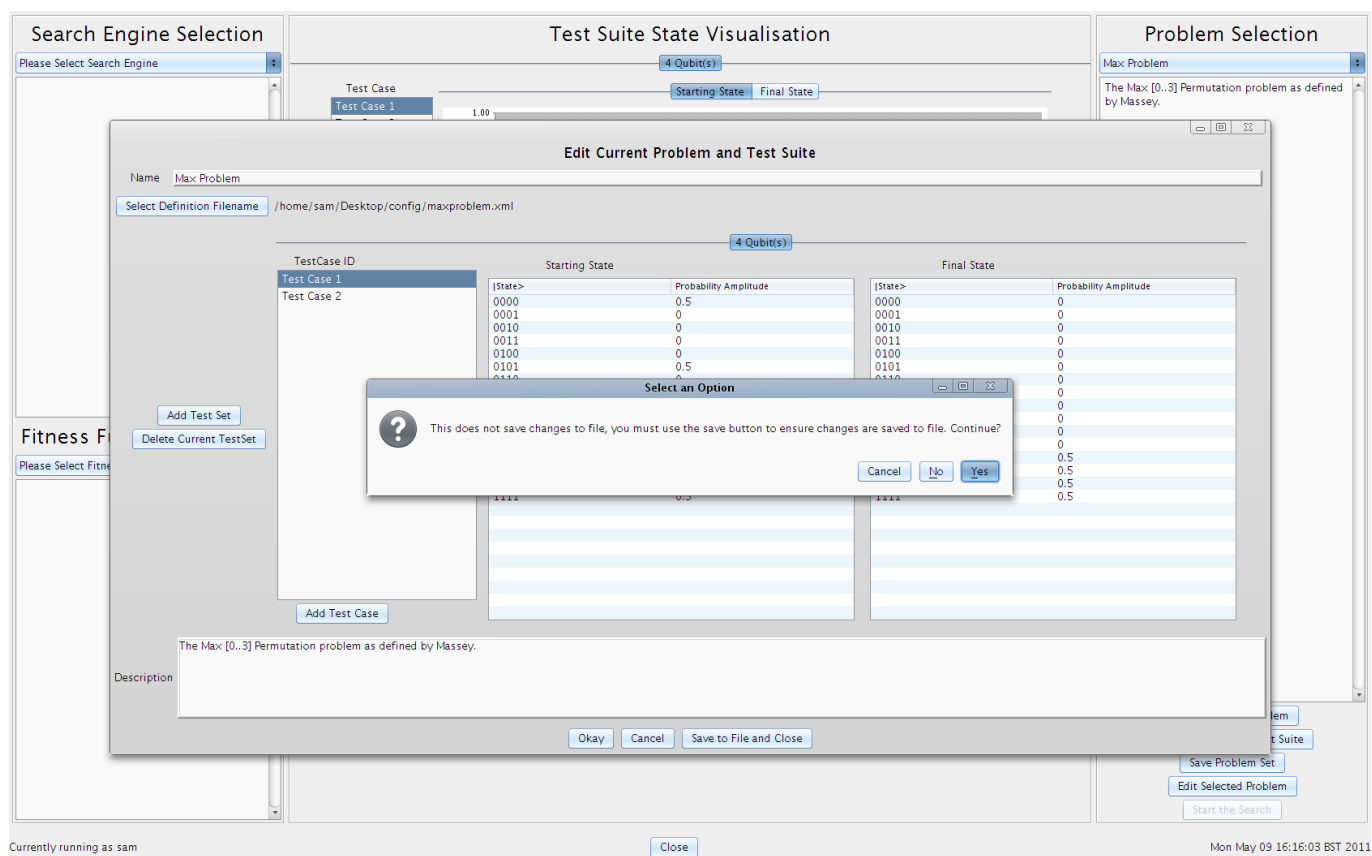 Search Engine Selection
Please Select Search Engine
Test Suite State Visualisation
4 Qubit(s)
Test Case
Test Case 1
Starting State Final State
1.00
Problem Selection
Max Problem
The Max [0..3] Permutation problem as defined
by Massey.
Edit Current Problem and Test Suite
Name Max Problem
Select Definition Filename /home/sam/Desktop/config/maxproblem.xml
4 Qubit(s)
TestCase ID
Test Case 1
Test Case 2
Starting State
|State> Probability Amplitude
0000 0.5
0001 0
0010 0
0011 0
0100 0
0101 0.5
Final State
|State> Probability Amplitude
0000 0
0001 0
0010 0
0011 0
0100 0
0101 0
0110 0
0
0
0
0
0
0.5
0.5
0.5
0.5
Select an Option
This does not save changes to file, you must use the save button to ensure changes are saved to file. Continue?
Cancel No Yes
1111 0.5
Add Test Set
Delete Current TestSet
Fitness F
Please Select Fitne
Add Test Case
Description
The Max [0..3] Permutation problem as defined by Massey.
Okay Cancel Save to File and Close
lem
t Suite
Save Problem Set
Edit Selected Problem
Start the Search
Currently running as sam
Close
Mon May 09 16:16:03 BST 2011